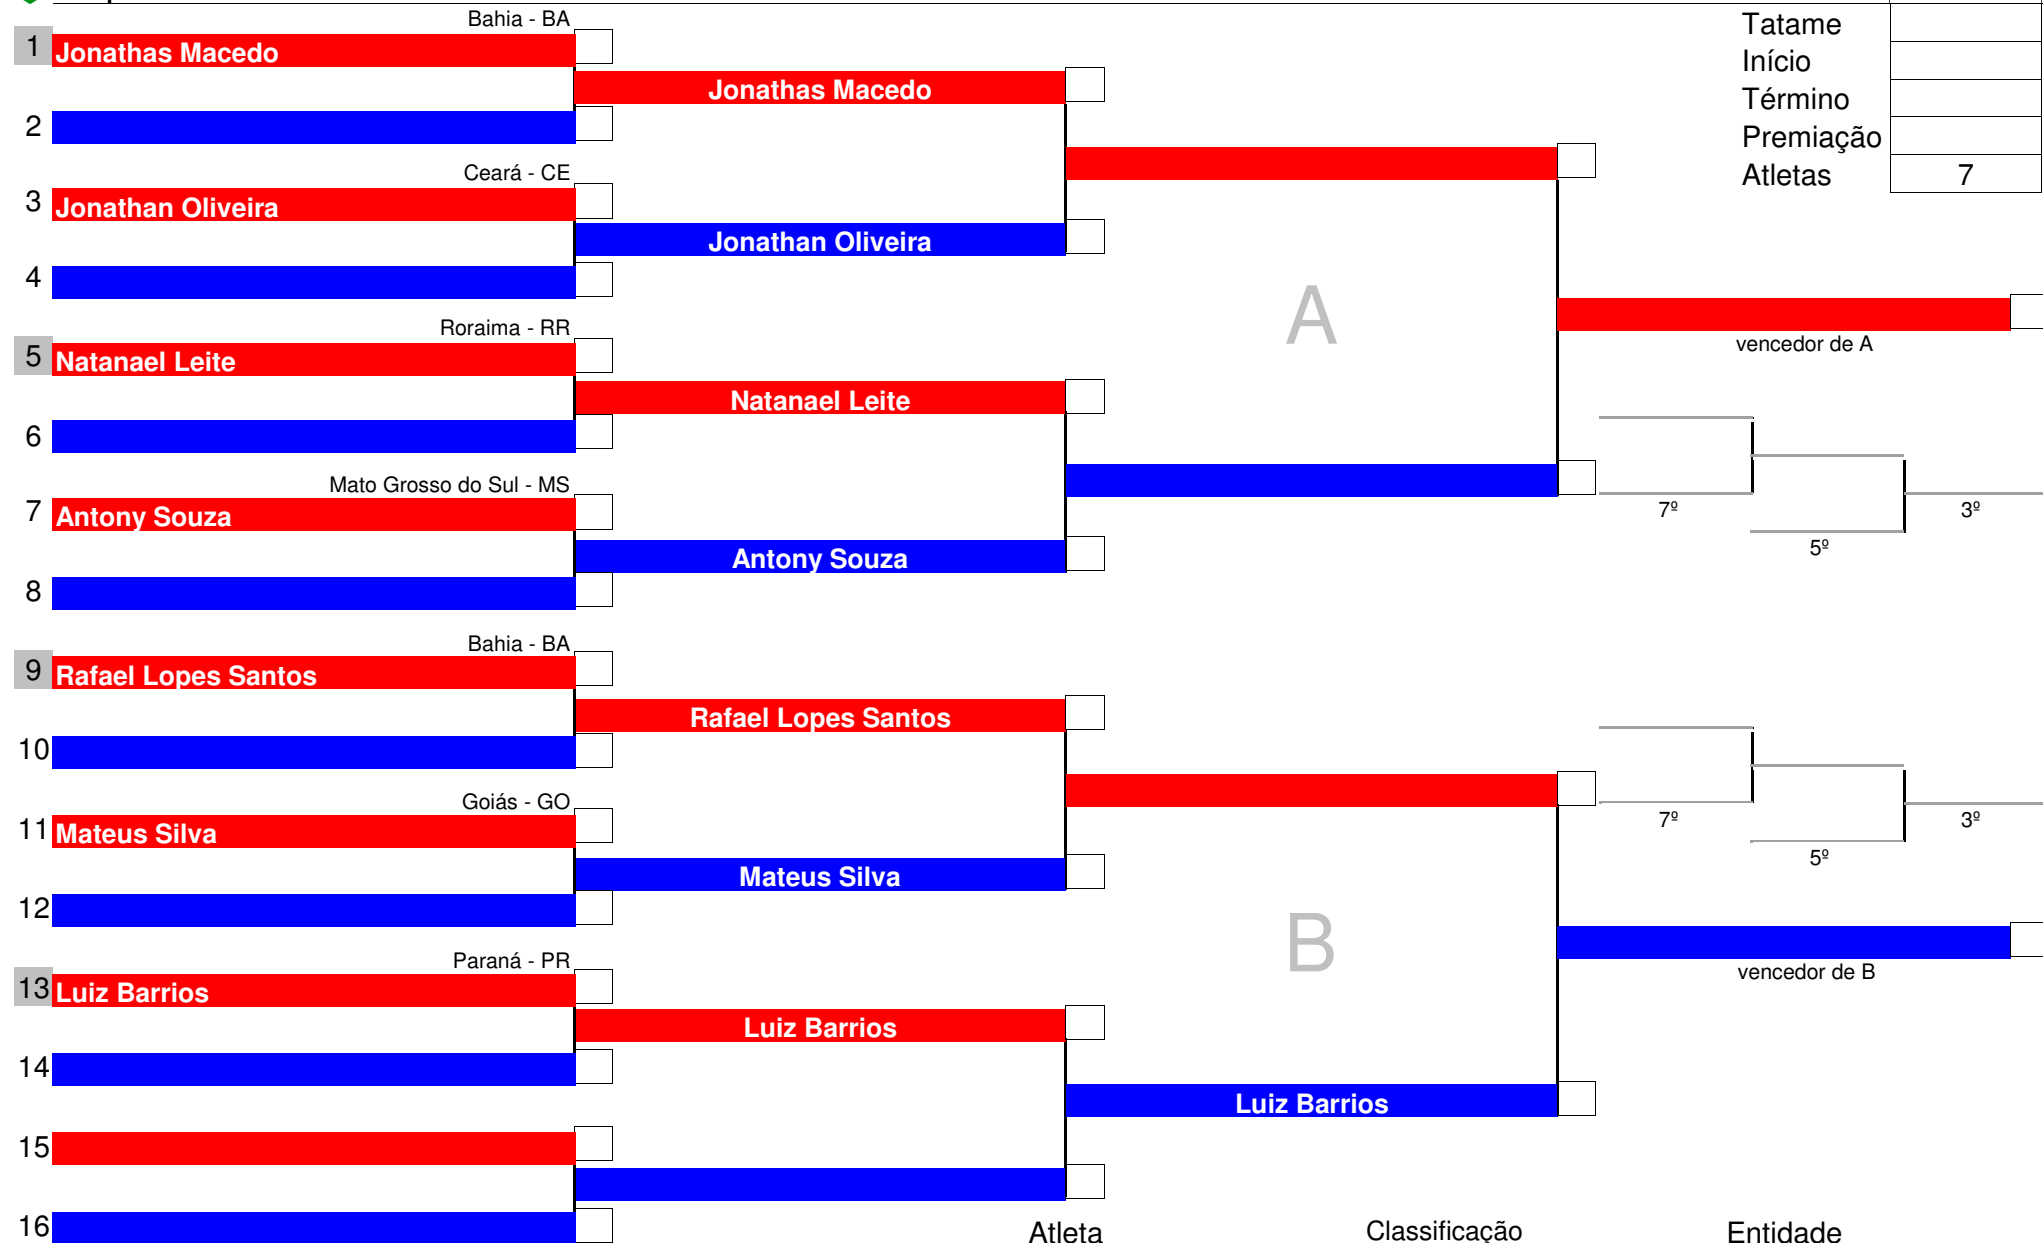 Bahia - BA
Tatame
1 Jonathas Macedo
Início
Jonathas Macedo
Término
2
Premiação
Ceará - CE
Atletas 7
3 Jonathan Oliveira
Jonathan Oliveira
4
A
Roraima - RR
vencedor de A
5 Natanael Leite
Natanael Leite
6
Mato Grosso do Sul - MS
7 Antony Souza
7º 3º
5º
Antony Souza
8
Bahia - BA
9 Rafael Lopes Santos
Rafael Lopes Santos
10
Goiás - GO
11 Mateus Silva
7º 3º
5º
Mateus Silva
12
B
Paraná - PR
vencedor de B
13 Luiz Barrios
Luiz Barrios
14
Luiz Barrios
15
16
Atleta Classificação Entidade